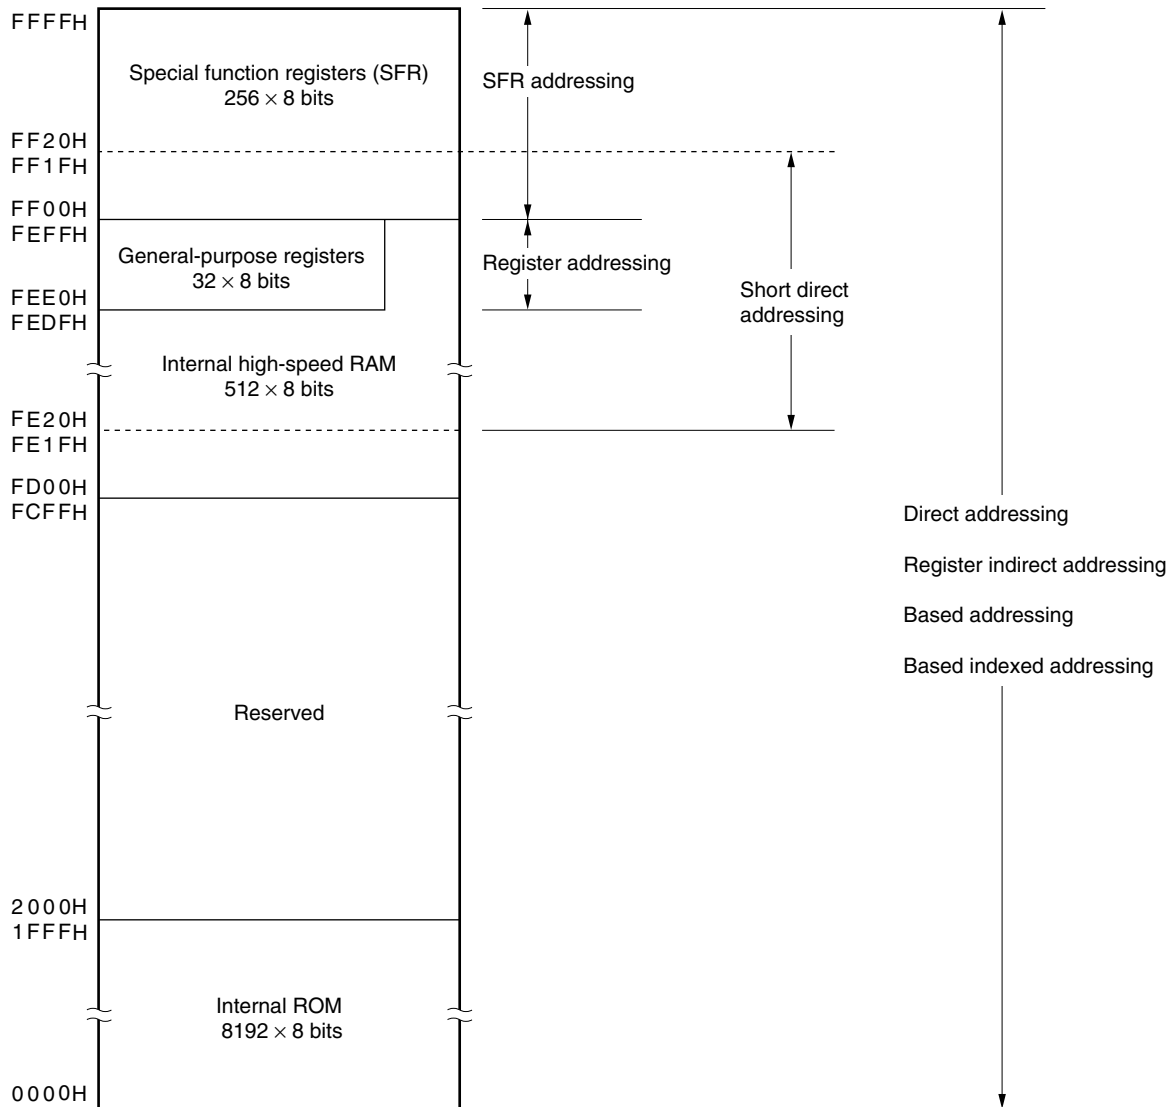 FFFFH
Special function registers (SFR)
256 × 8 bits
SFR addressing
FF20H
FF1FH
FF00H
FEFFH
General-purpose registers
32 × 8 bits
Register addressing
Short direct
addressing
FEE0H
FEDFH
Internal high-speed RAM
512 × 8 bits
FE20H
FE1FH
FD00H
FCFFH
Direct addressing
Register indirect addressing
Based addressing
Based indexed addressing
Reserved
2000H
1FFFH
Internal ROM
8192 × 8 bits
0000H